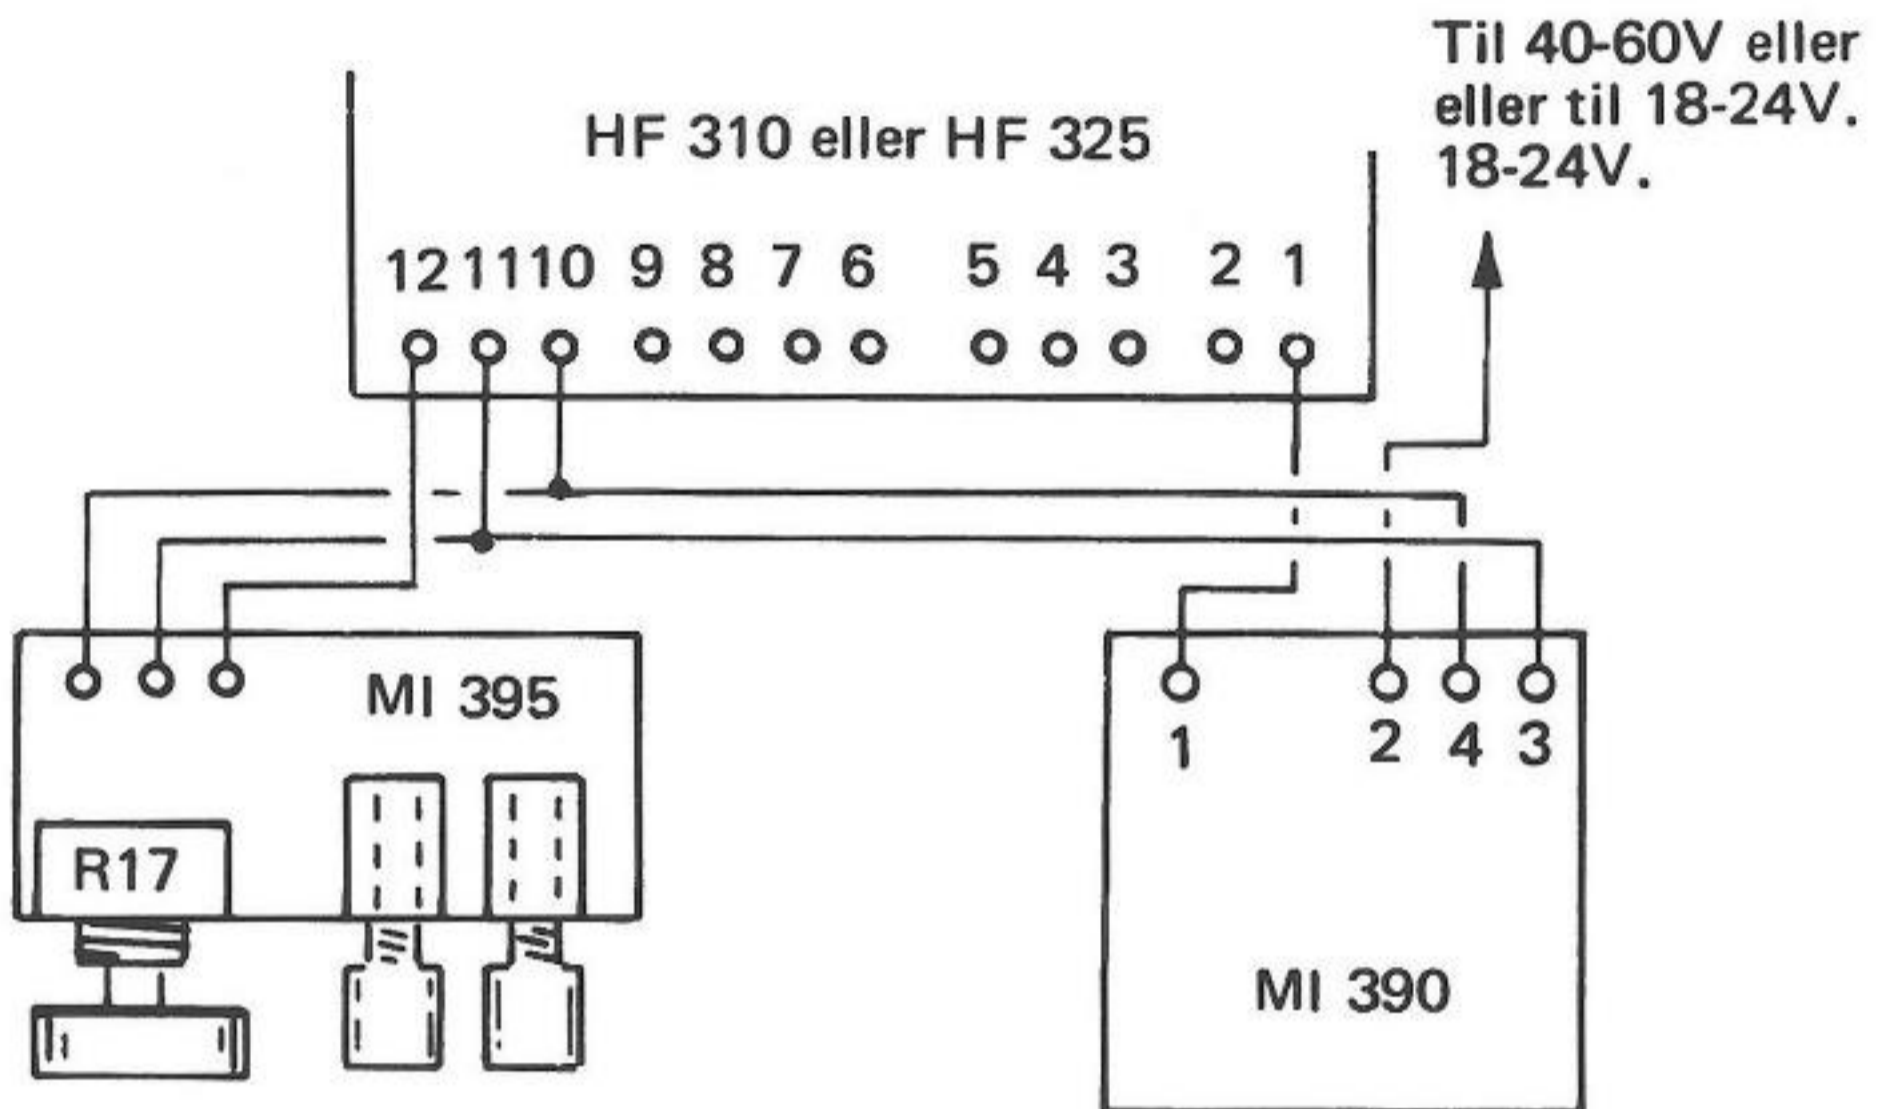 Til 40-60V eller
eller til 18-24V.
18-24V.
HF 310 eller HF 325
12 11 10 9 8 7 6 5 4 3 2 1
MI 395
R17
1 2 4 3
MI 390